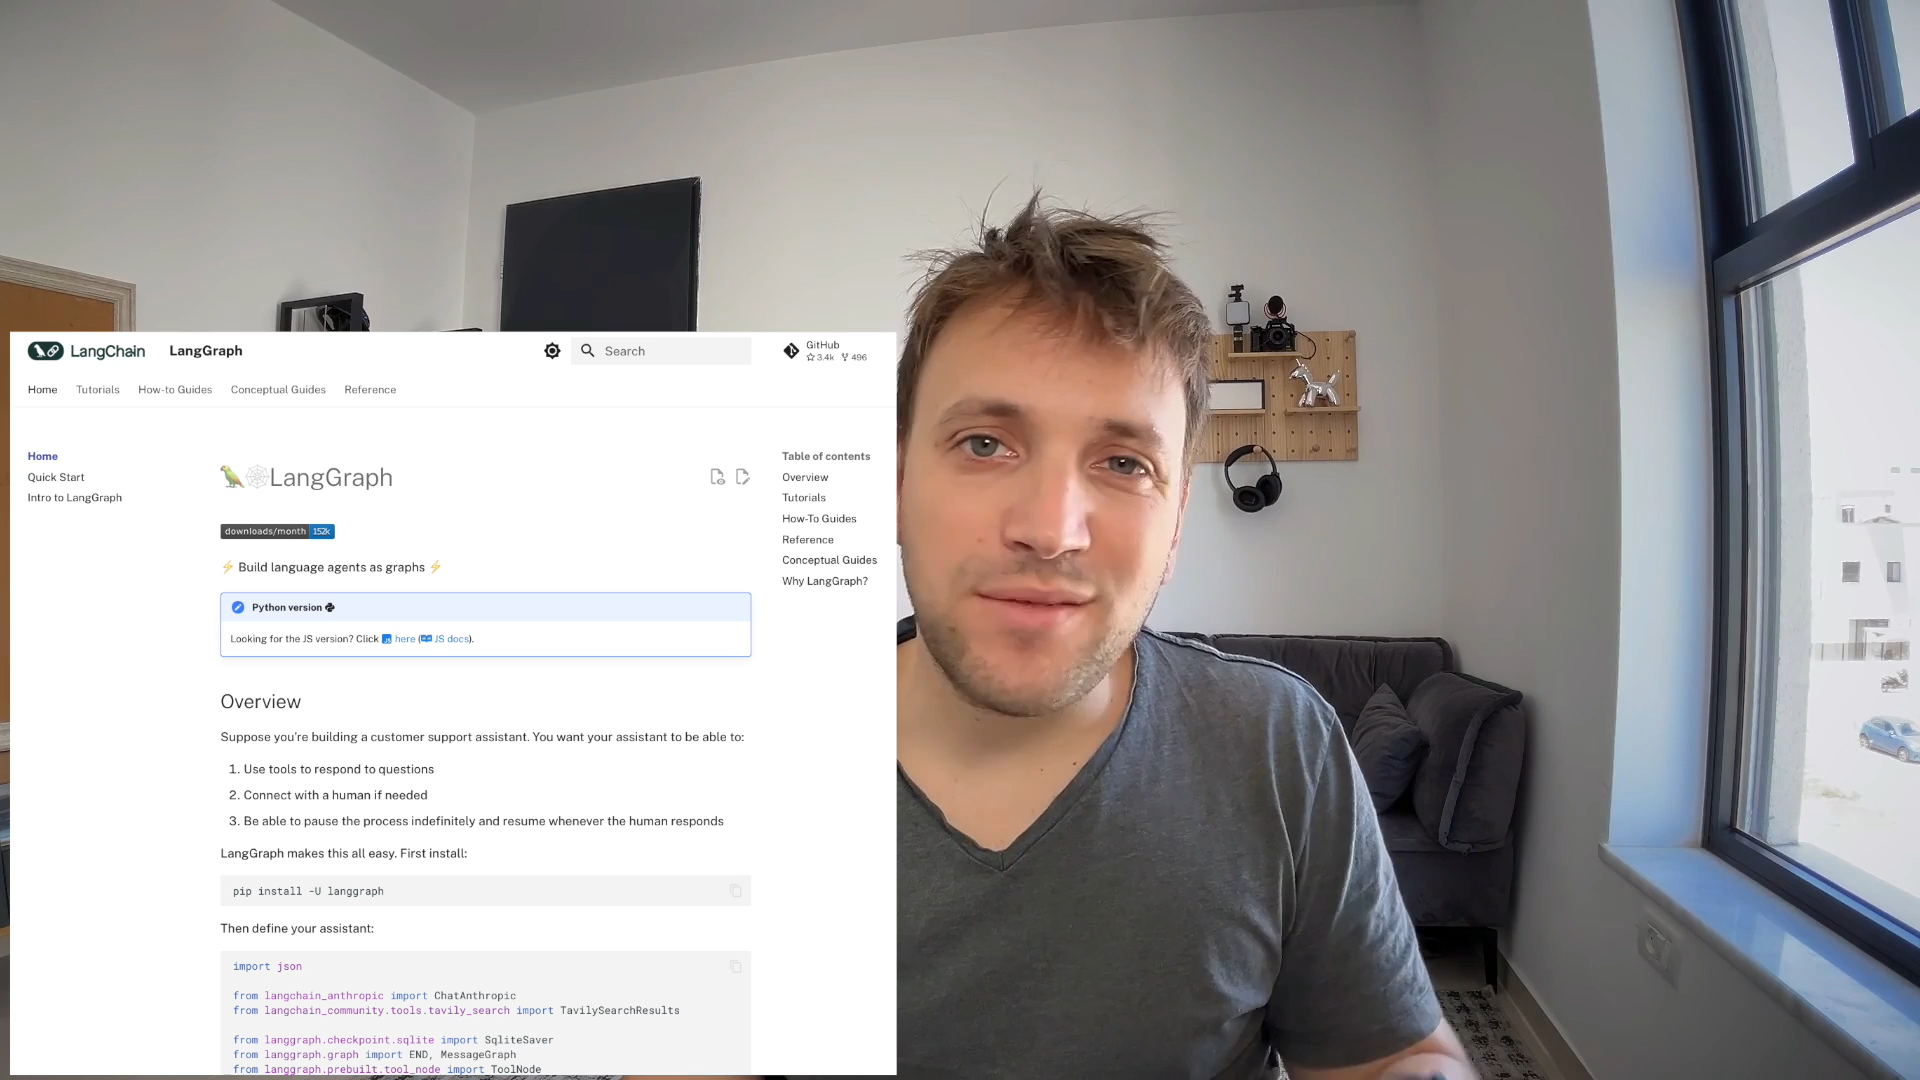 LangChain LangGraph Search GitHub
3.4k 496
Home Tutorials How-to Guides Conceptual Guides Reference
Home
Quick Start
Intro to LangGraph
LangGraph
downloads/month 152k
⚡ Build language agents as graphs ⚡
Python version
Looking for the JS version? Click JS here (JS docs).
Overview
Suppose you're building a customer support assistant. You want your assistant to be able to:
1. Use tools to respond to questions
2. Connect with a human if needed
3. Be able to pause the process indefinitely and resume whenever the human responds
LangGraph makes this all easy. First install:
pip install -U langgraph
Then define your assistant:
import json
from langchain_anthropic import ChatAnthropic
from langchain_community.tools.tavily_search import TavilySearchResults
from langgraph.checkpoint.sqlite import SqliteSaver
from langgraph.graph import END, MessageGraph
from langgraph.prebuilt.tool_node import ToolNode
Table of contents
Overview
Tutorials
How-To Guides
Reference
Conceptual Guides
Why LangGraph?